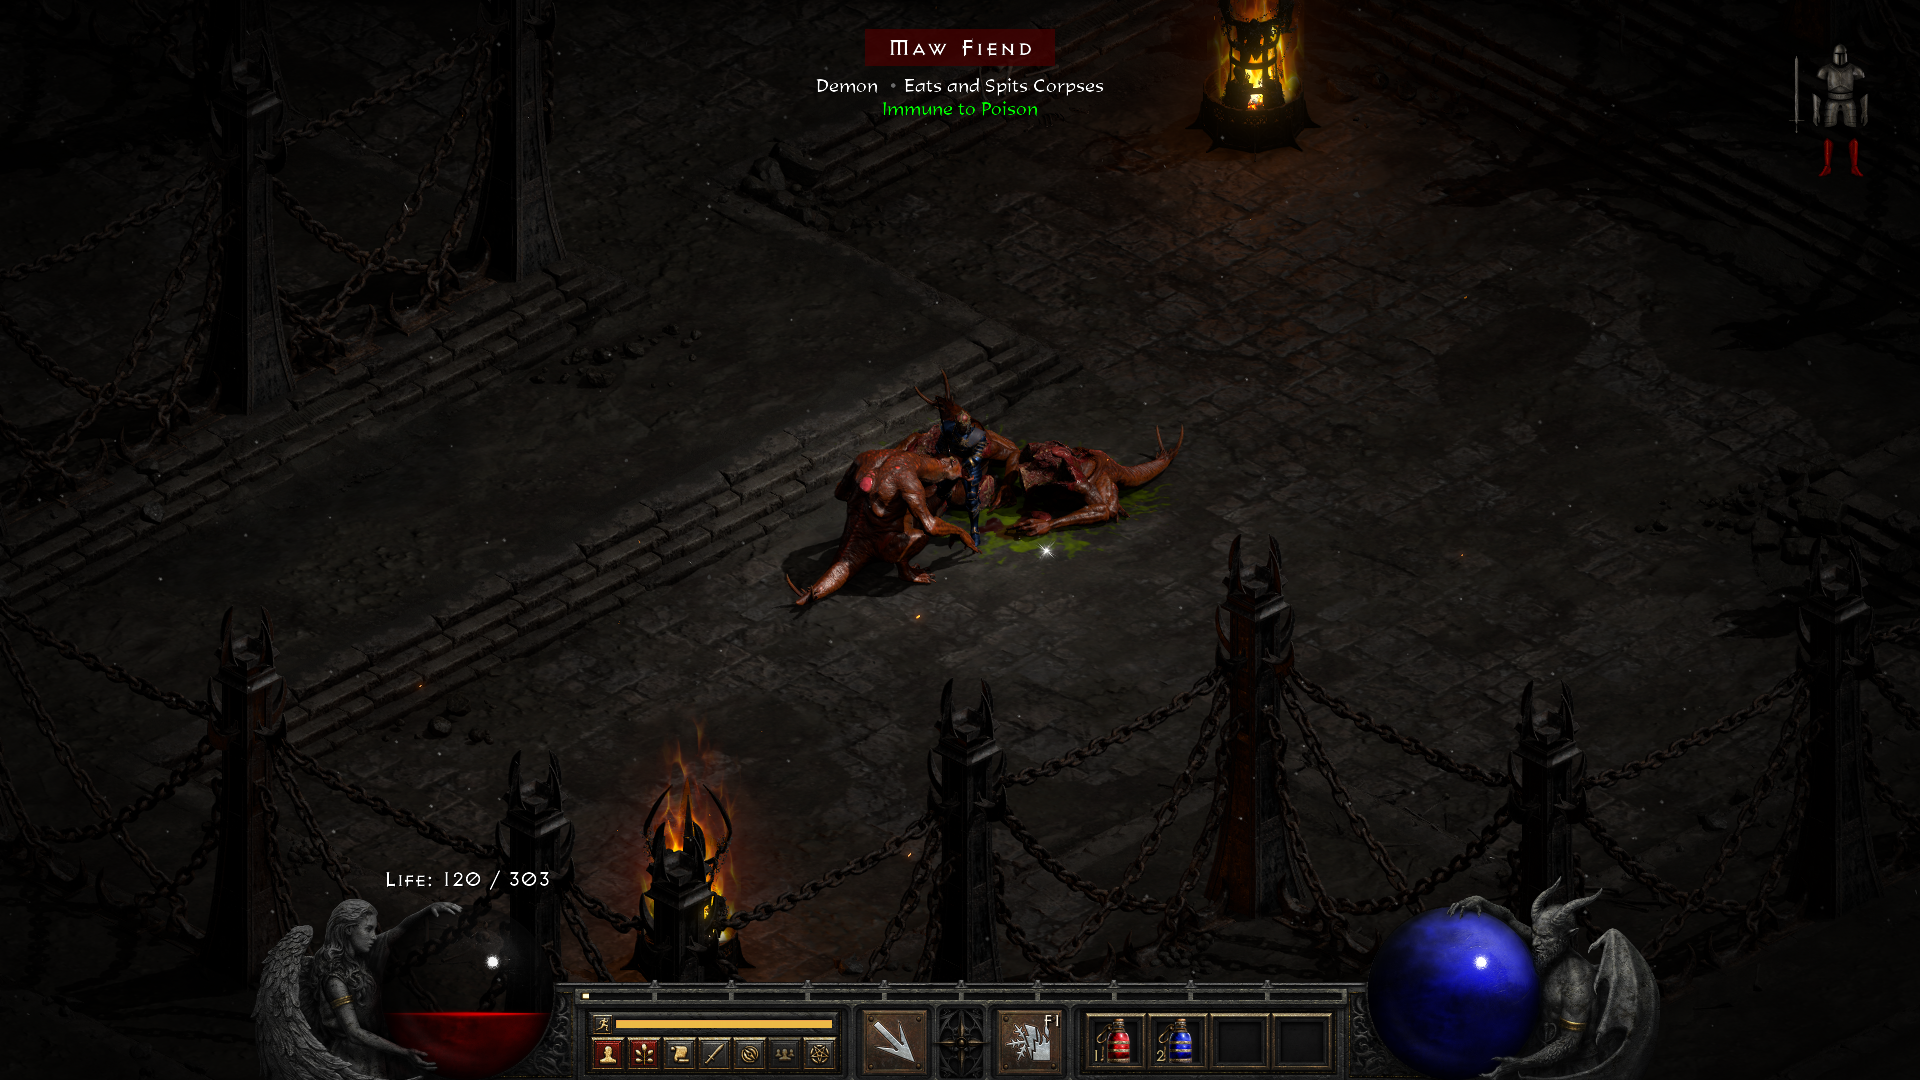 Maw Fiend
Demon • Eats and Spits Corpses
Immune to Poison
Life: 120 / 303
F1
1
2